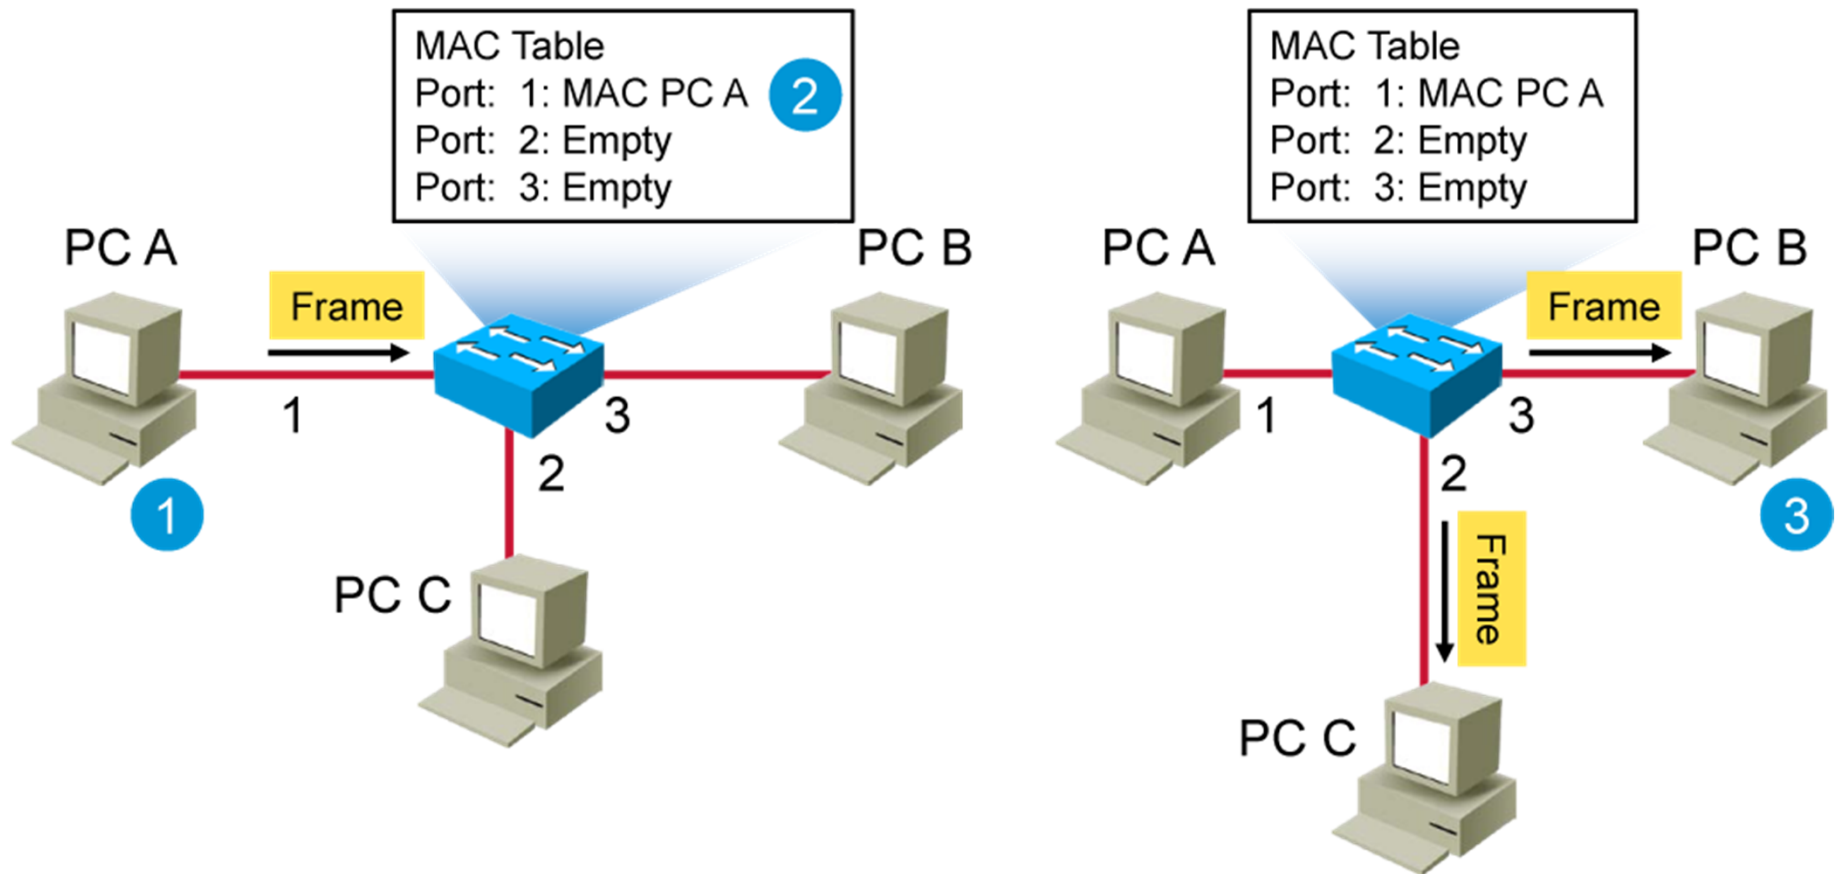 MAC Table
Port: 1: MAC PC A
2
Port: 2: Empty
Port: 3: Empty
PC A
Frame
PC B
1
3
2
1
PC C
MAC Table
Port: 1: MAC PC A
Port: 2: Empty
Port: 3: Empty
PC A
PC B
Frame
1
3
2
3
Frame
PC C